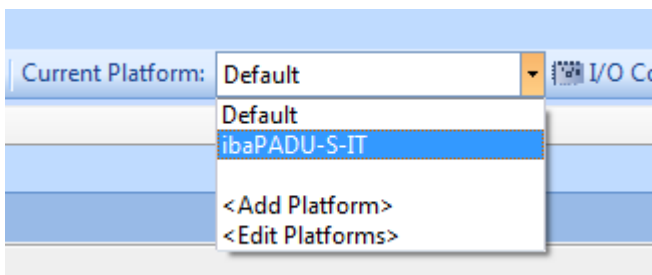 Current Platform: Default I/O Co
Default
ibaPADU-S-IT
<Add Platform>
<Edit Platforms>